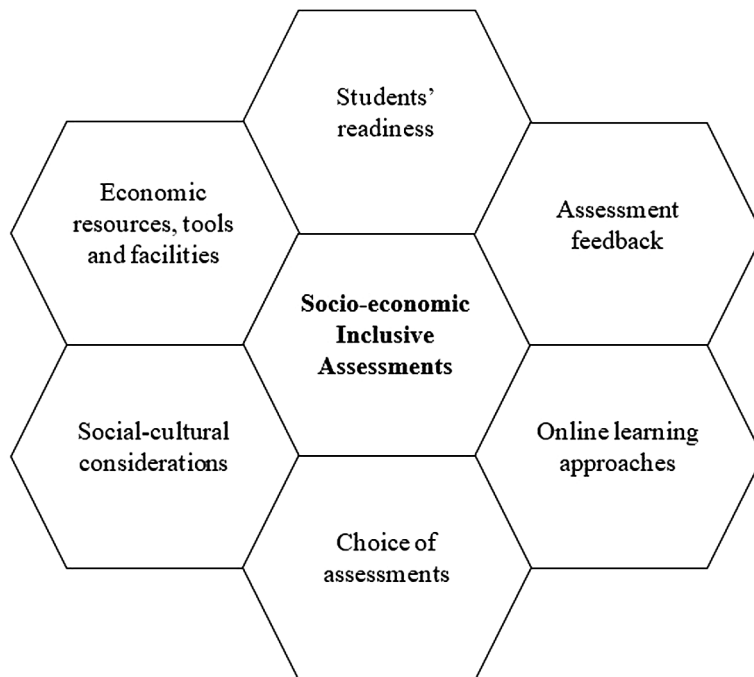 Students’
readiness
Economic
resources, tools
and facilities
Assessment
feedback
Socio-economic
Inclusive
Assessments
Social-cultural
considerations
Online learning
approaches
Choice of
assessments